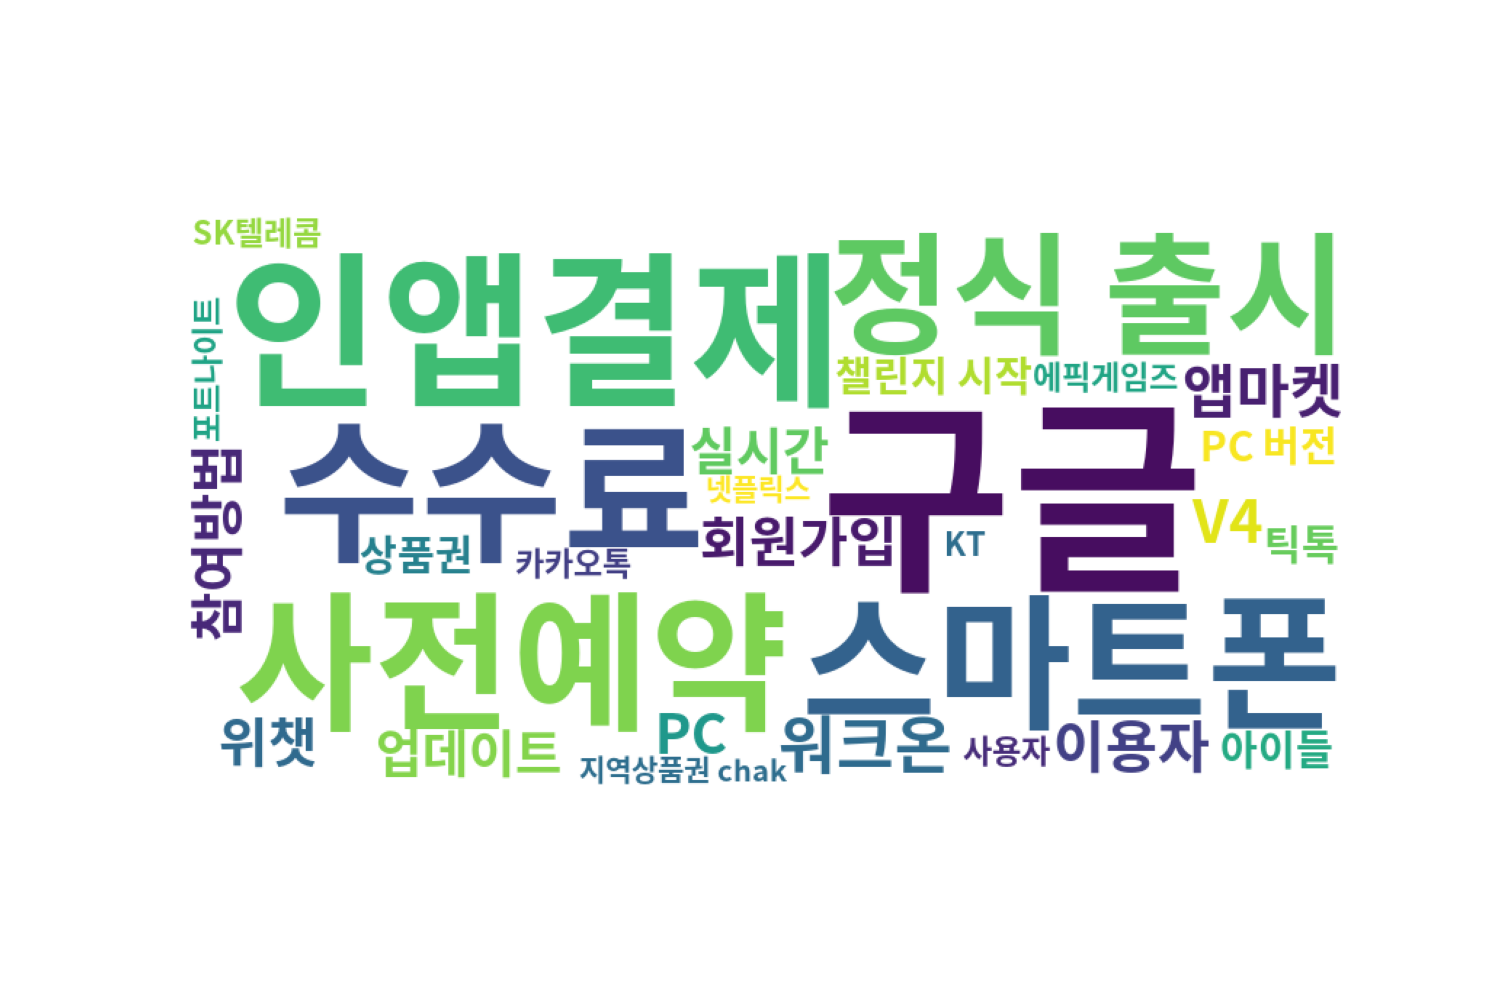 SK텔레콤
인앱결제
정식 출시
포트나이트
챌린지 시작
에픽게임즈
앱마켓
수수료
실시간
구글
PC 버전
넷플릭스
참여방법
상품권
카카오톡
회원가입
KT
V4
틱톡
사전예약
스마트폰
위챗
업데이트
PC
지역상품권 chak
워크온
사용자
이용자
아이들